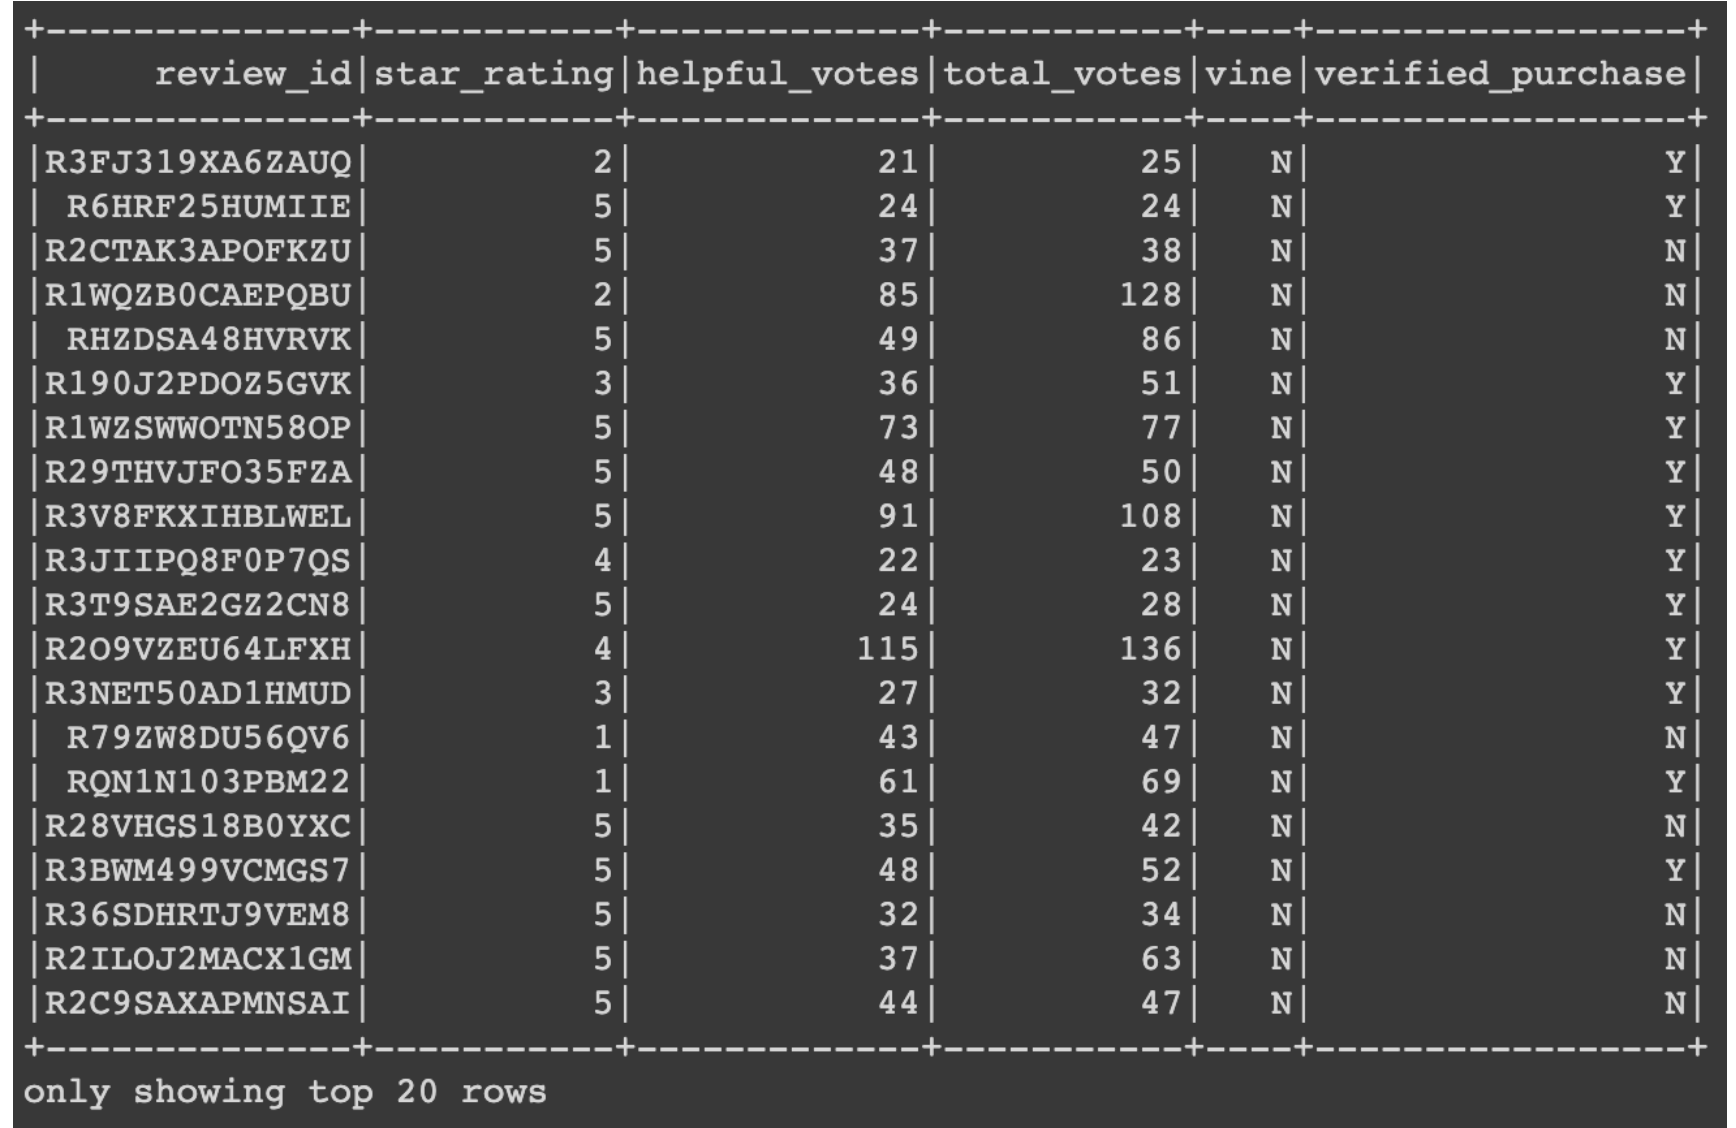 +--------------+-----------+-------------+-----------+----+-----------------+
|     review_id|star_rating|helpful_votes|total_votes|vine|verified_purchase|
+--------------+-----------+-------------+-----------+----+-----------------+
|R3FJ319XA6ZAUQ|          2|           21|         25|   N|                Y|
| R6HRF25HUMIIE|          5|           24|         24|   N|                Y|
|R2CTAK3APOFKZU|          5|           37|         38|   N|                N|
|R1WQZB0CAEPQBU|          2|           85|        128|   N|                N|
| RHZDSA48HVRVK|          5|           49|         86|   N|                N|
|R190J2PDOZ5GVK|          3|           36|         51|   N|                Y|
|R1WZSWWOTN58OP|          5|           73|         77|   N|                Y|
|R29THVJFO35FZA|          5|           48|         50|   N|                Y|
|R3V8FKXIHBLWEL|          5|           91|        108|   N|                Y|
|R3JIIPQ8F0P7QS|          4|           22|         23|   N|                Y|
|R3T9SAE2GZ2CN8|          5|           24|         28|   N|                Y|
|R2O9VZEU64LFXH|          4|          115|        136|   N|                Y|
|R3NET50AD1HMUD|          3|           27|         32|   N|                Y|
| R79ZW8DU56QV6|          1|           43|         47|   N|                N|
| RQN1N103PBM22|          1|           61|         69|   N|                Y|
|R28VHGS18B0YXC|          5|           35|         42|   N|                N|
|R3BWM499VCMGS7|          5|           48|         52|   N|                Y|
|R36SDHRTJ9VEM8|          5|           32|         34|   N|                N|
|R2ILOJ2MACX1GM|          5|           37|         63|   N|                N|
|R2C9SAXAPMNSAI|          5|           44|         47|   N|                N|
+--------------+-----------+-------------+-----------+----+-----------------+
only showing top 20 rows